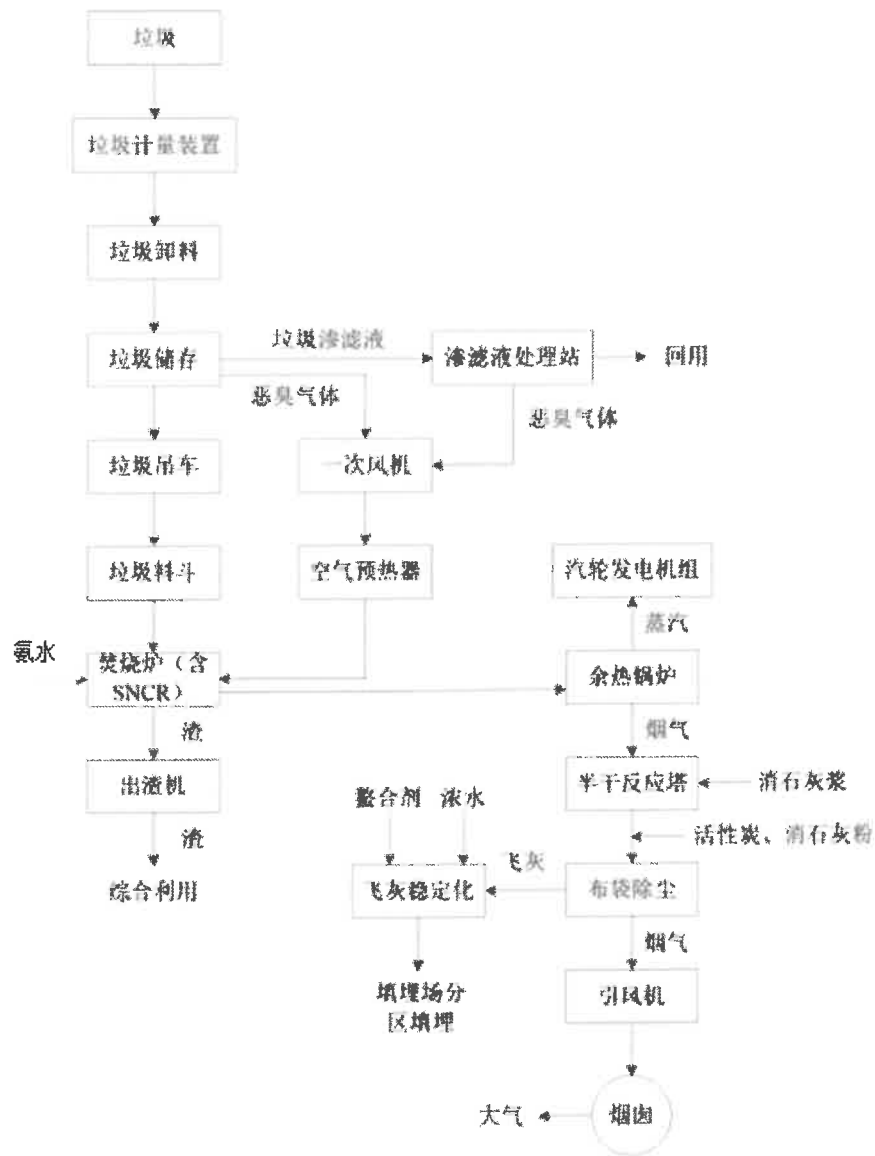 垃圾
垃圾计量装置
垃圾卸料
垃圾储存
垃圾渗滤液
渗滤液处理站
回用
恶臭气体
恶臭气体
垃圾吊车
一次风机
垃圾料斗
空气预热器
汽轮发电机组
蒸汽
氨水
焚烧炉（含
SNCR）
余热锅炉
渣
烟气
出渣机
螯合剂
浓水
半干反应塔
消石灰浆
渣
活性炭、消石灰粉
飞灰
综合利用
飞灰稳定化
布袋除尘
烟气
填埋场分
区填埋
引风机
大气
烟囱